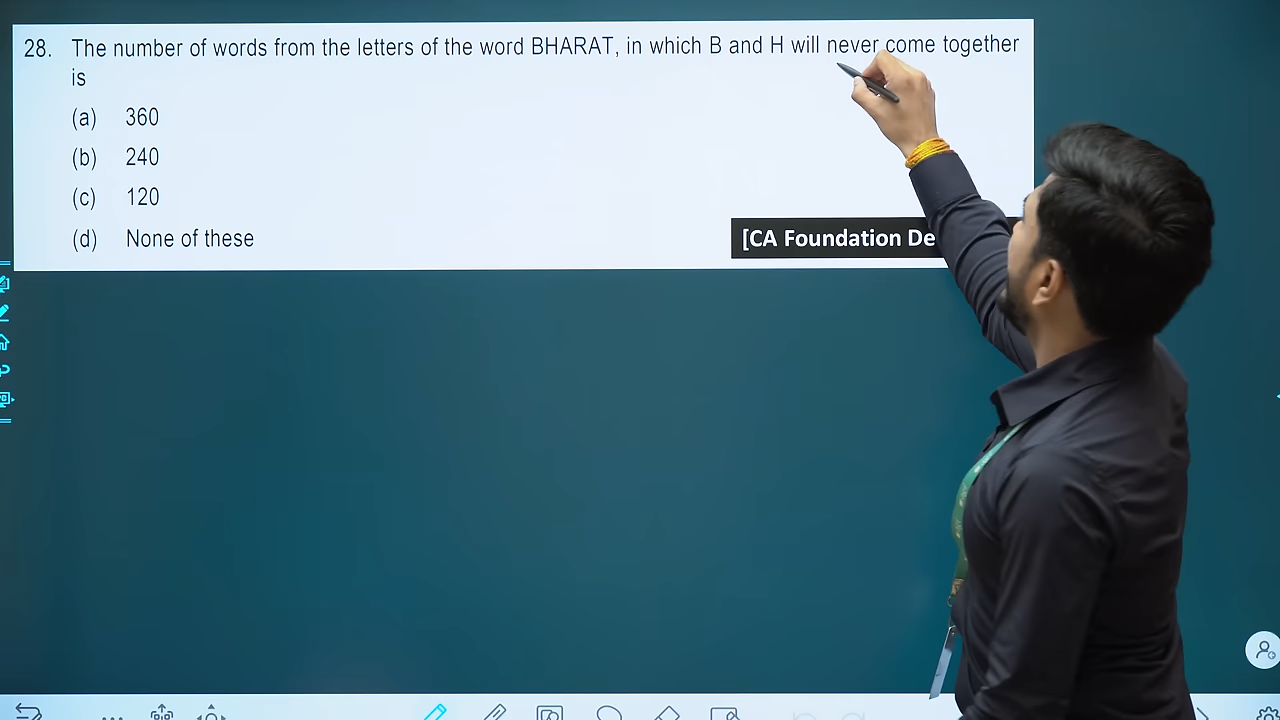 28. The number of words from the letters of the word BHARAT, in which B and H will never come together
is
(a) 360
(b) 240
(c) 120
(d) None of these
[CA Foundation De